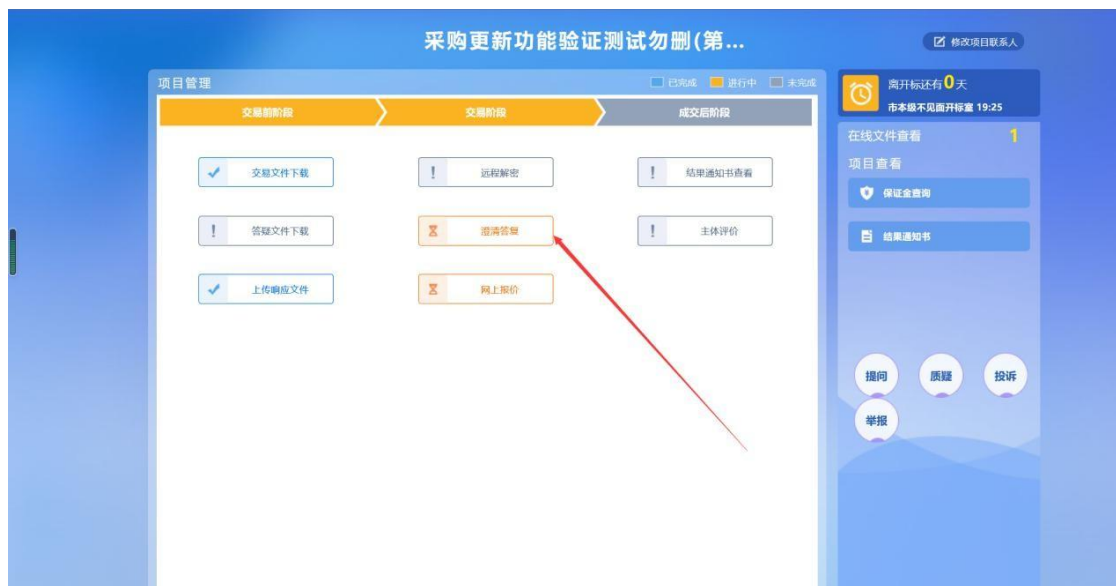 采购更新功能验证测试勿删(第...
修改项目联系人
项目管理
已完成 进行中 未完成
交易前阶段 交易阶段 成交后阶段
交易文件下载 远程解密 结果通知书查看
答疑文件下载 澄清答复 主体评价
上传响应文件 网上报价
离开标还有0天
市本级不见面开标室 19:25
在线文件查看 1
项目查看
保证金查询
结果通知书
提问 质疑 投诉
举报